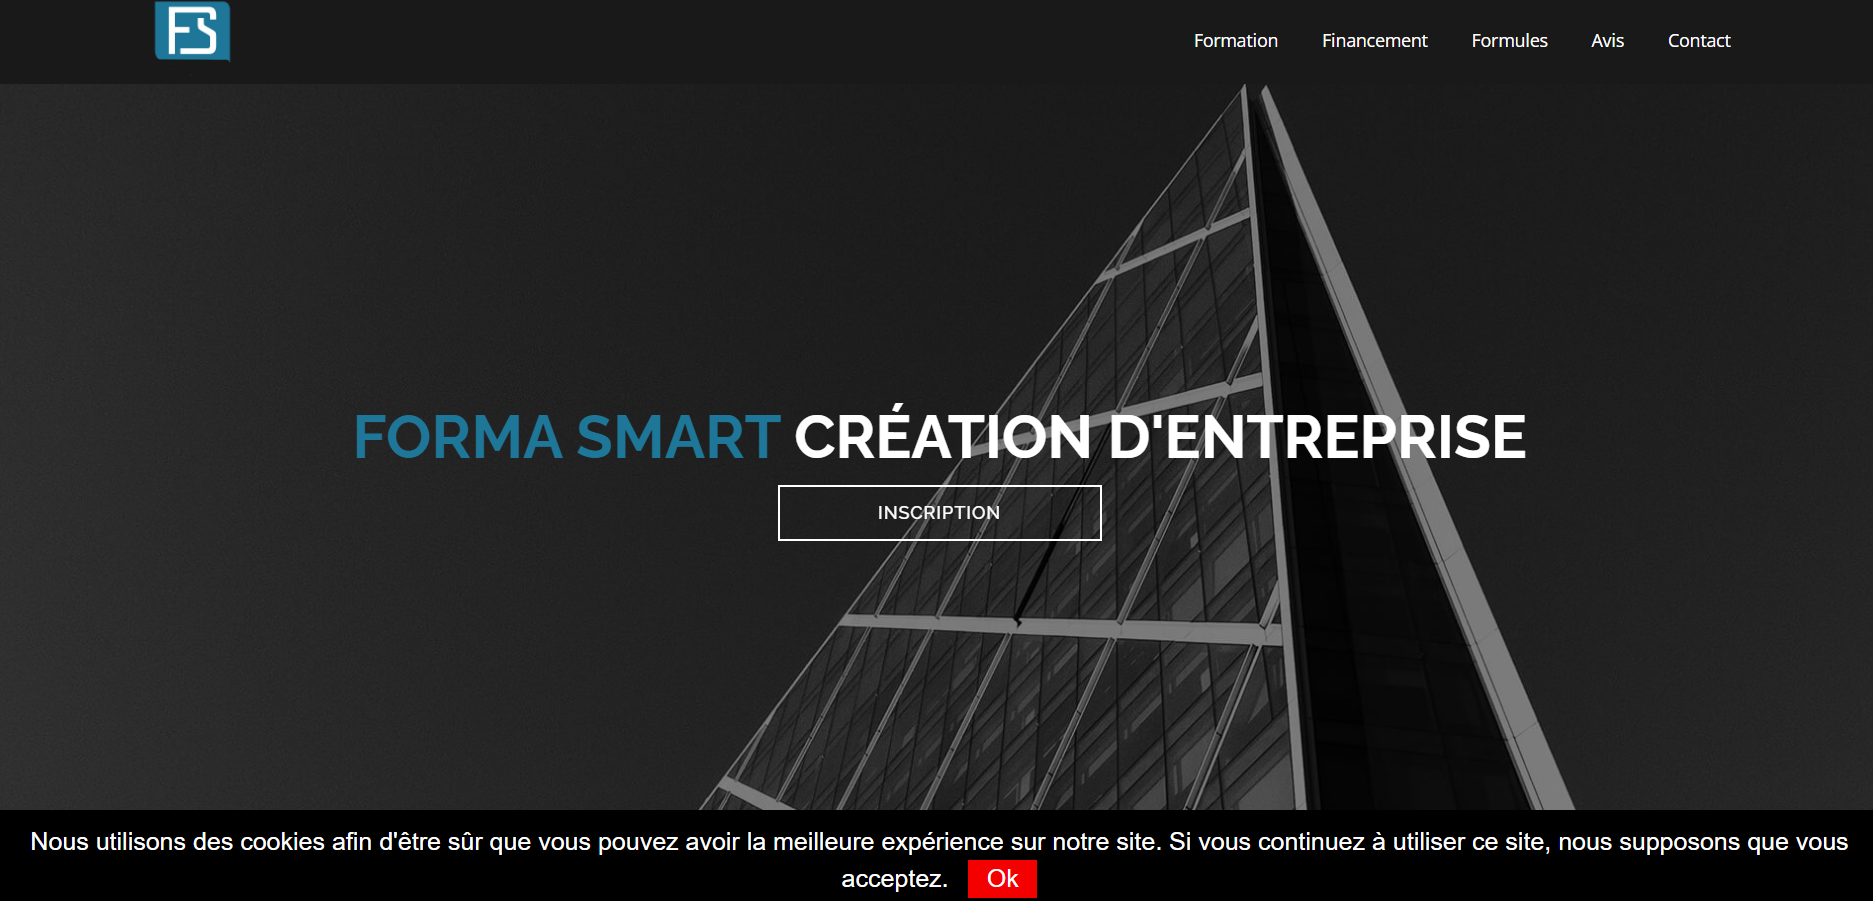 FS
Formation Financement Formules Avis Contact
FORMA SMART CRÉATION D'ENTREPRISE
INSCRIPTION
Nous utilisons des cookies afin d'être sûr que vous pouvez avoir la meilleure expérience sur notre site. Si vous continuez à utiliser ce site, nous supposons que vous
acceptez. Ok